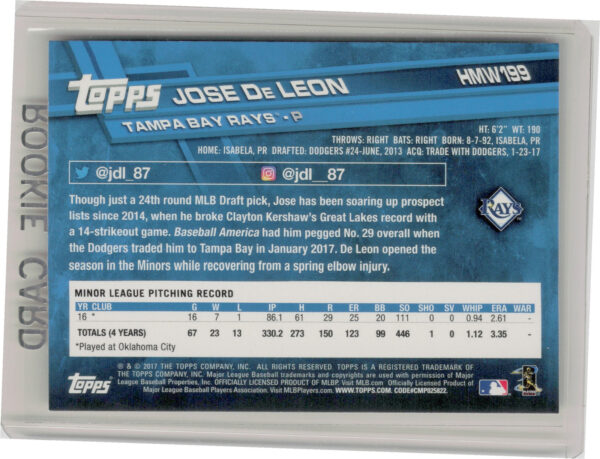 ROOKIE CARD
TOPPS
JOSE DE LEON
HMW199
TAMPA BAY RAYS™ - P
HT: 6'2" WT: 190
THROWS: RIGHT BATS: RIGHT BORN: 8-7-92, ISABELA, PR
HOME: ISABELA, PR DRAFTED: DODGERS #24-JUNE, 2013 ACQ: TRADE WITH DODGERS, 1-23-17
@jdl_87 @jdl_87
Though just a 24th round MLB Draft pick, Jose has been soaring up prospect
lists since 2014, when he broke Clayton Kershaw's Great Lakes record with
a 14-strikeout game. Baseball America had him pegged No. 29 overall when
the Dodgers traded him to Tampa Bay in January 2017. De Leon opened the
season in the Minors while recovering from a spring elbow injury.
RAYS
MINOR LEAGUE PITCHING RECORD
YR CLUB G W L IP H R ER BB SO SHO SV WHIP ERA WAR
16 * 16 7 1 86.1 61 29 25 20 111 0 0 0.94 2.61 -
TOTALS (4 YEARS) 67 23 13 330.2 273 150 123 99 446 1 0 1.12 3.35 -
*Played at Oklahoma City
® & © 2017 THE TOPPS COMPANY, INC. ALL RIGHTS RESERVED. TOPPS IS A REGISTERED TRADEMARK
OF THE TOPPS COMPANY, INC. Major League Baseball trademarks and copyrights are used with permission of Major
League Baseball Properties, Inc. OFFICIALLY LICENSED PRODUCT OF MLBP. Visit MLB.com Officially Licensed Product of
Major League Baseball Players Association. Visit MLBPlayers.com. WWW.TOPPS.COM. CODE#CMP025822.
TOPPS